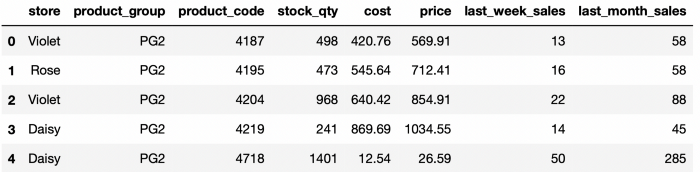 store product_group product_code stock_qty cost price last_week_sales last_month_sales
0 Violet PG2 4187 498 420.76 569.91 13 58
1 Rose PG2 4195 473 545.64 712.41 16 58
2 Violet PG2 4204 968 640.42 854.91 22 88
3 Daisy PG2 4219 241 869.69 1034.55 14 45
4 Daisy PG2 4718 1401 12.54 26.59 50 285